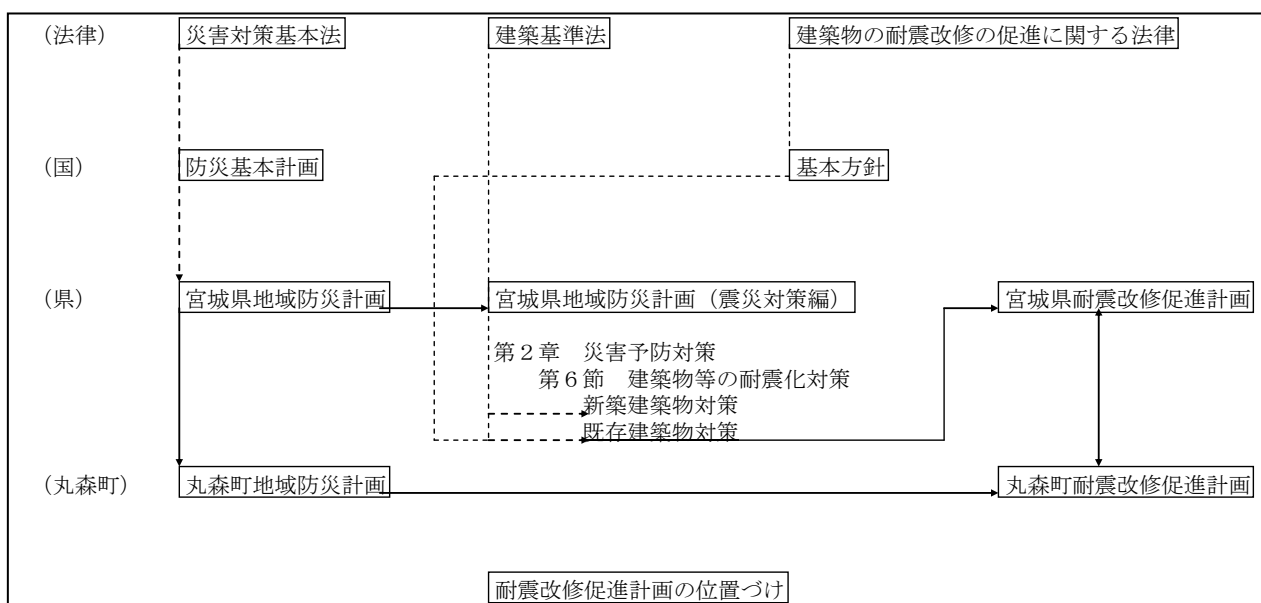 （法律） 災害対策基本法 建築基準法 建築物の耐震改修の促進に関する法律
（国） 防災基本計画 基本方針
（県） 宮城県地域防災計画 宮城県地域防災計画（震災対策編） 宮城県耐震改修促進計画
第２章　災害予防対策
第６節　建築物等の耐震化対策
新築建築物対策
既存建築物対策
（丸森町） 丸森町地域防災計画 丸森町耐震改修促進計画
耐震改修促進計画の位置づけ